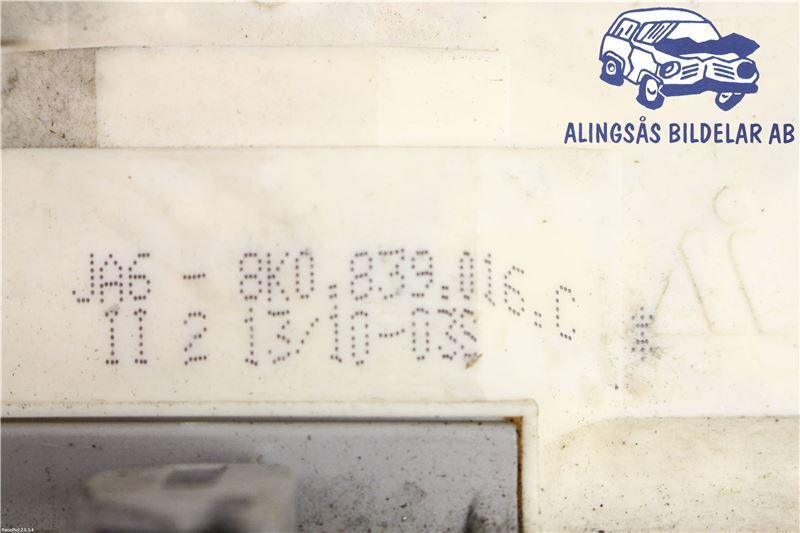 ALINGSÅS BILDELAR AB
JA6 - 8K0.839.016.C
11 2 13/10-03